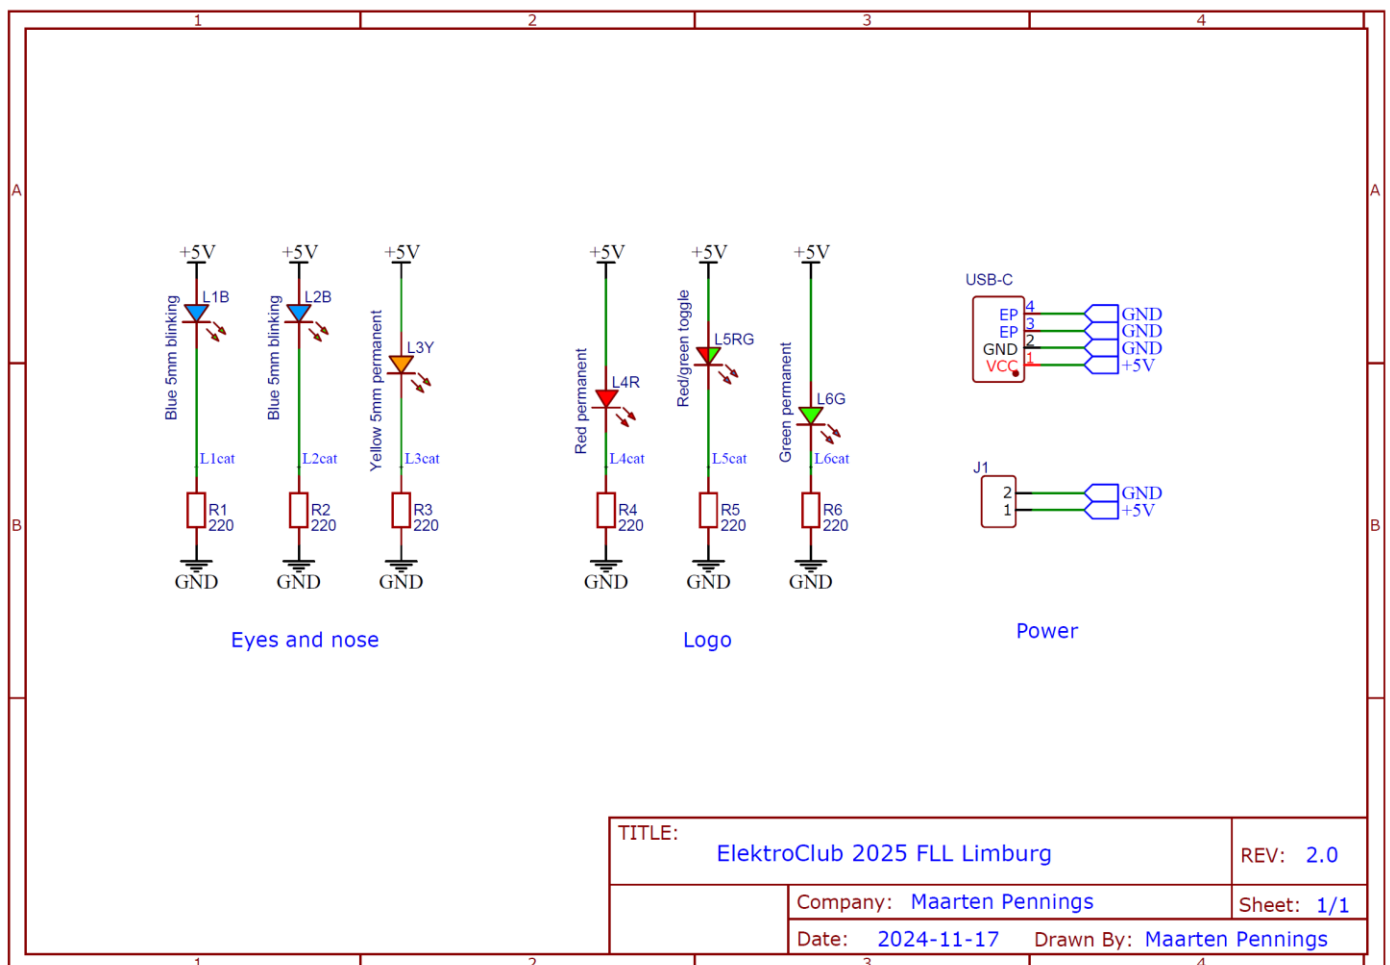 1 2 3 4
A A
+5V +5V +5V +5V +5V +5V
L1B
Blue 5mm blinking
L1cat
R1
220
GND
L2B
Blue 5mm blinking
L2cat
R2
220
GND
L3Y
Yellow 5mm permanent
L3cat
R3
220
GND
Eyes and nose
L4R
Red permanent
L4cat
R4
220
GND
L5RG
Red/green toggle
L5cat
R5
220
GND
L6G
Green permanent
L6cat
R6
220
GND
Logo
USB-C
EP 4 GND
EP 3 GND
GND 2 GND
VCC 1 +5V
J1
2 GND
1 +5V
Power
B B
TITLE:
ElektroClub 2025 FLL Limburg
REV: 2.0
Company: Maarten Pennings
Sheet: 1/1
Date: 2024-11-17 Drawn By: Maarten Pennings
1 2 3 4